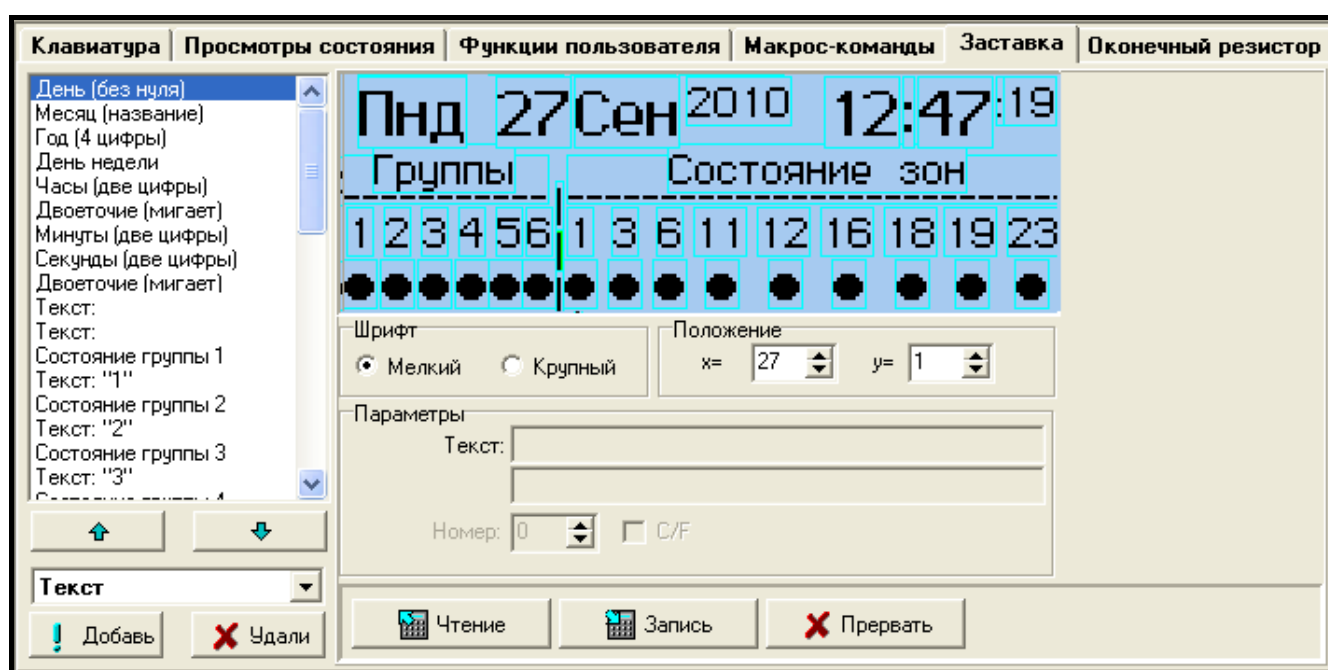 Клавиатура Просмотры состояния Функции пользователя Макрос-команды Заставка Оконечный резистор
День (без нуля)
Месяц (название)
Год (4 цифры)
День недели
Часы (две цифры)
Двоеточие (мигает)
Минуты (две цифры)
Секунды (две цифры)
Двоеточие (мигает)
Текст:
Текст:
Состояние группы 1
Текст: "1"
Состояние группы 2
Текст: "2"
Состояние группы 3
Текст: "3"
Текст
Добавь Удали
Пнд 27 Сен 2010 12:47:19
Группы Состояние зон
1 2 3 4 5 6 1 3 6 11 12 16 18 19 23
Шрифт
Мелкий Крупный
Положение
x= 27 y= 1
Параметры
Текст:
Номер: 0 C/F
Чтение Запись Прервать